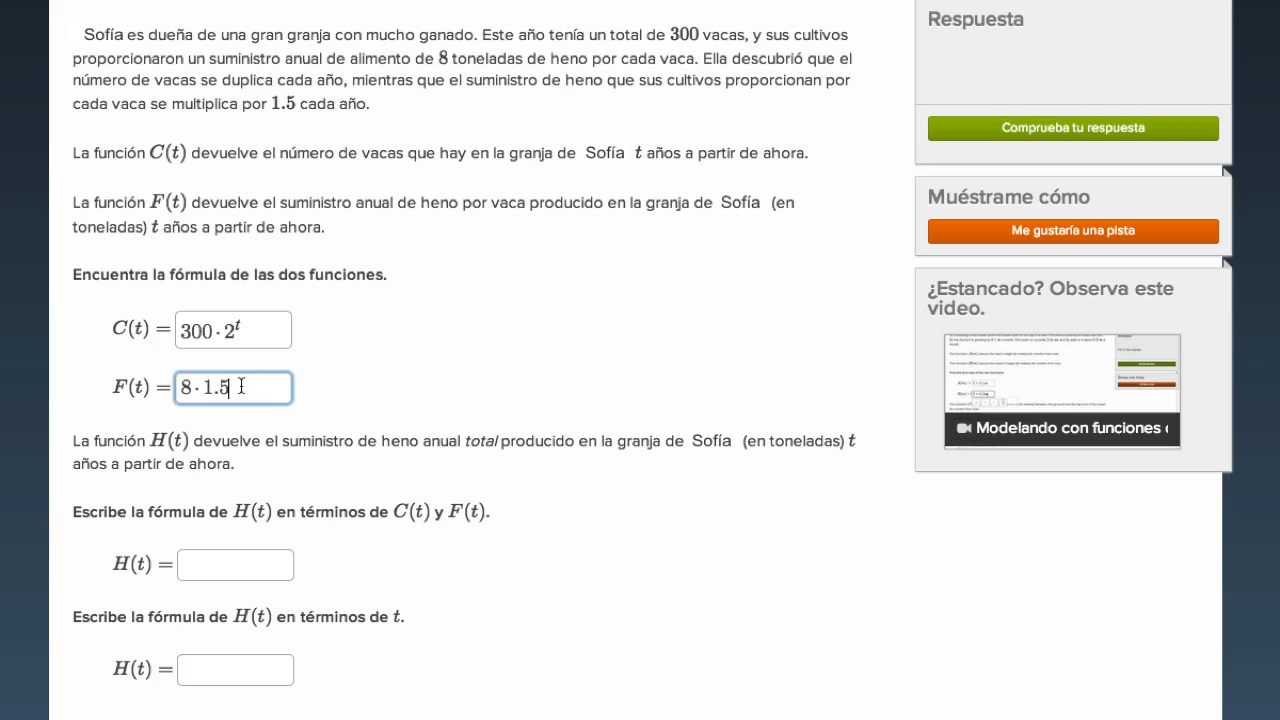 Sofía es dueña de una gran granja con mucho ganado. Este año tenía un total de 300 vacas, y sus cultivos
proporcionaron un suministro anual de alimento de 8 toneladas de heno por cada vaca. Ella descubrió que el
número de vacas se duplica cada año, mientras que el suministro de heno que sus cultivos proporcionan por
cada vaca se multiplica por 1.5 cada año.
La función C(t) devuelve el número de vacas que hay en la granja de Sofía t años a partir de ahora.
La función F(t) devuelve el suministro anual de heno por vaca producido en la granja de Sofía (en
toneladas) t años a partir de ahora.
Encuentra la fórmula de las dos funciones.
C(t) = 300 · 2^t
F(t) = 8 · 1.5
La función H(t) devuelve el suministro de heno anual total producido en la granja de Sofía (en toneladas) t
años a partir de ahora.
Escribe la fórmula de H(t) en términos de C(t) y F(t).
H(t) =
Escribe la fórmula de H(t) en términos de t.
H(t) =
Respuesta
Comprueba tu respuesta
Muéstrame cómo
Me gustaría una pista
¿Estancado? Observa este
video.
Modelando con funciones